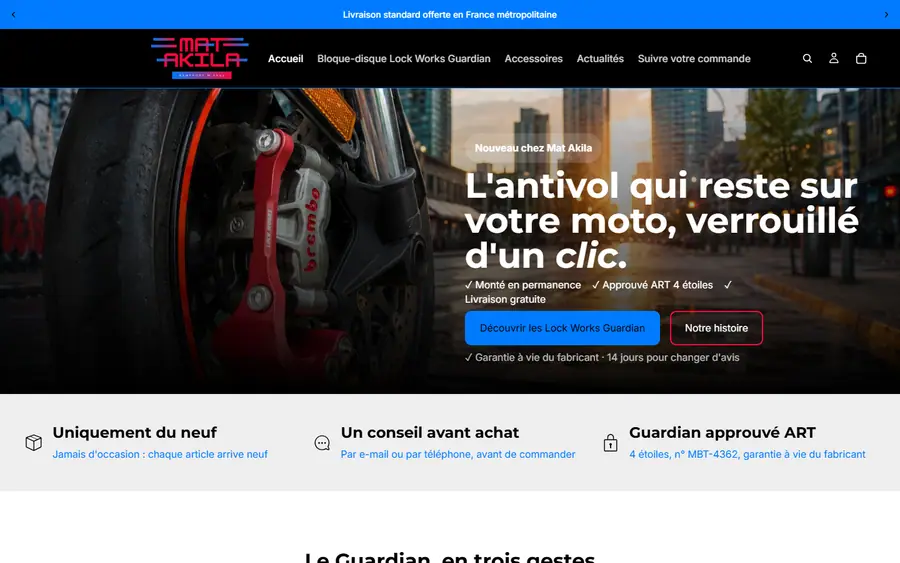 Livraison standard offerte en France métropolitaine
MAT
AKILA
Accueil
Bloque-disque Lock Works Guardian
Accessoires
Actualités
Suivre votre commande
Nouveau chez Mat Akila
L'antivol qui reste sur
votre moto, verrouillé
d'un clic.
✓ Monté en permanence ✓ Approuvé ART 4 étoiles ✓
Livraison gratuite
Découvrir les Lock Works Guardian
Notre histoire
✓ Garantie à vie du fabricant · 14 jours pour changer d'avis
brembo
Uniquement du neuf
Jamais d'occasion : chaque article arrive neuf
Un conseil avant achat
Par e-mail ou par téléphone, avant de commander
Guardian approuvé ART
4 étoiles, n° MBT-4362, garantie à vie du fabricant
Le Guardian, en trois gestes